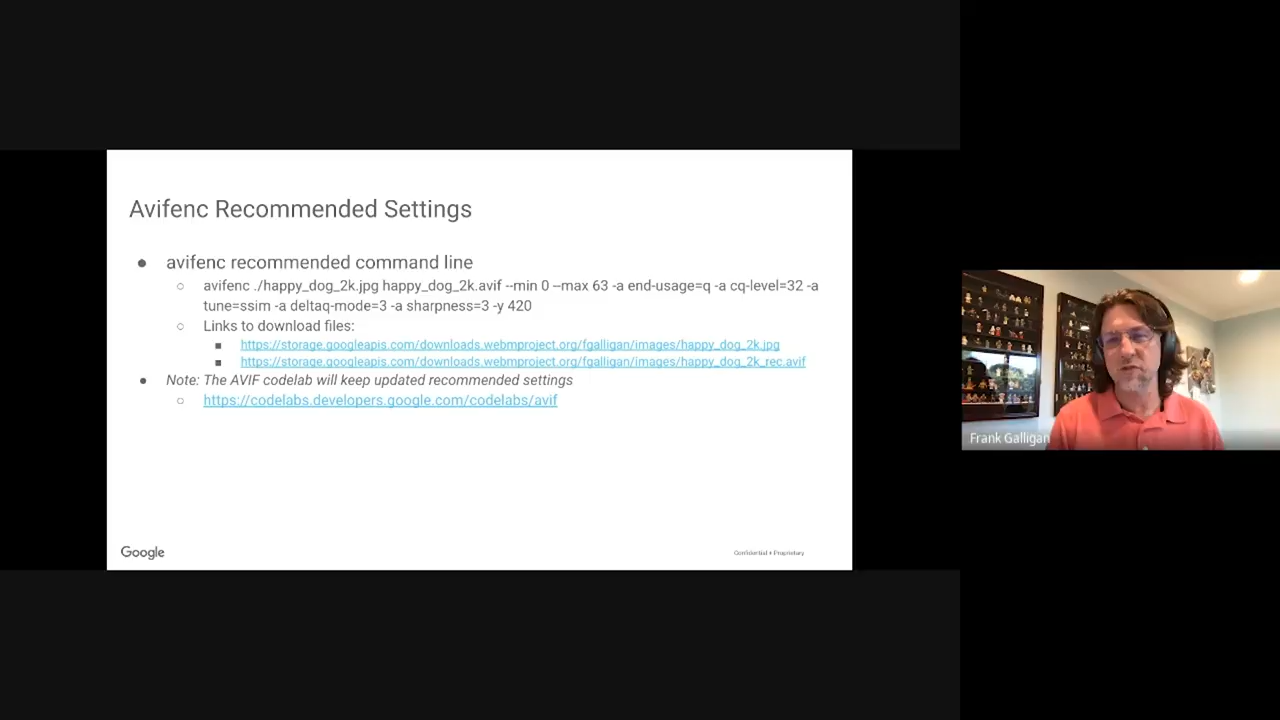 Avifenc Recommended Settings
● avifenc recommended command line
○ avifenc ./happy_dog_2k.jpg happy_dog_2k.avif --min 0 --max 63 -a end-usage=q -a cq-level=32 -a
tune=ssim -a deltaq-mode=3 -a sharpness=3 -y 420
○ Links to download files:
■ https://storage.googleapis.com/downloads.webmproject.org/fgalligan/images/happy_dog_2k.jpg
■ https://storage.googleapis.com/downloads.webmproject.org/fgalligan/images/happy_dog_2k_rec.avif
● Note: The AVIF codelab will keep updated recommended settings
○ https://codelabs.developers.google.com/codelabs/avif
Google
Confidential + Proprietary
Frank Galligan